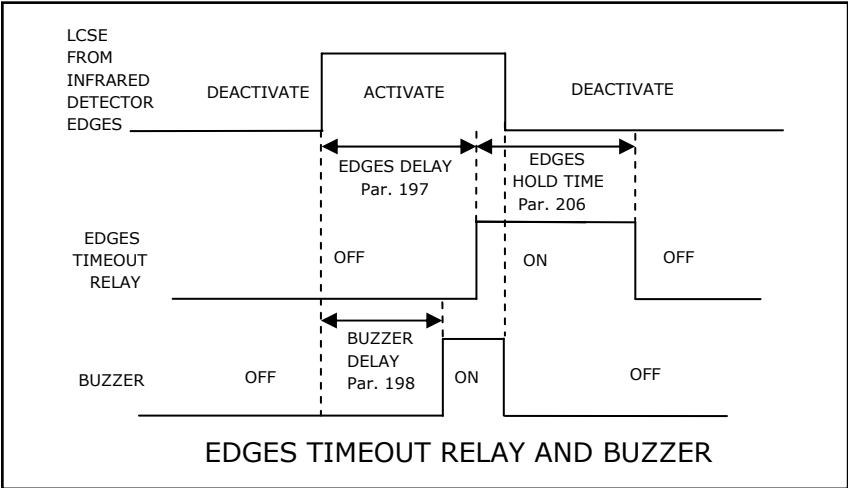 LCSE
FROM
INFRARED
DETECTOR
EDGES
DEACTIVATE
ACTIVATE
DEACTIVATE
EDGES DELAY
Par. 197
EDGES
HOLD TIME
Par. 206
EDGES
TIMEOUT
RELAY
OFF
ON
OFF
BUZZER
DELAY
Par. 198
BUZZER
OFF
ON
OFF
EDGES TIMEOUT RELAY AND BUZZER